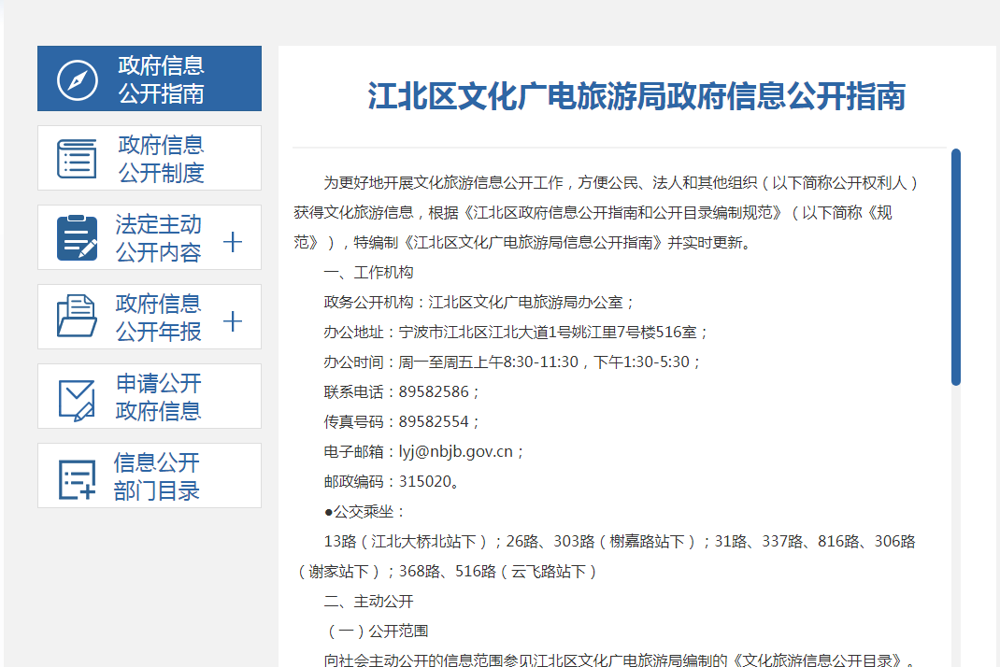 政府信息
公开指南
政府信息
公开制度
法定主动
公开内容
政府信息
公开年报
申请公开
政府信息
信息公开
部门目录
江北区文化广电旅游局政府信息公开指南
为更好地开展文化旅游信息公开工作，方便公民、法人和其他组织（以下简称公开权利人）
获得文化旅游信息，根据《江北区政府信息公开指南和公开目录编制规范》（以下简称《规
范》），特编制《江北区文化广电旅游局信息公开指南》并实时更新。
一、工作机构
政务公开机构：江北区文化广电旅游局办公室；
办公地址：宁波市江北区江北大道1号姚江里7号楼516室；
办公时间：周一至周五上午8:30-11:30，下午1:30-5:30；
联系电话：89582586；
传真号码：89582554；
电子邮箱：lyj@nbjb.gov.cn；
邮政编码：315020。
●公交乘坐：
13路（江北大桥北站下）；26路、303路（榭嘉路站下）；31路、337路、816路、306路
（谢家站下）；368路、516路（云飞路站下）
二、主动公开
（一）公开范围
向社会主动公开的信息范围参见江北区文化广电旅游局编制的《文化旅游信息公开目录》。